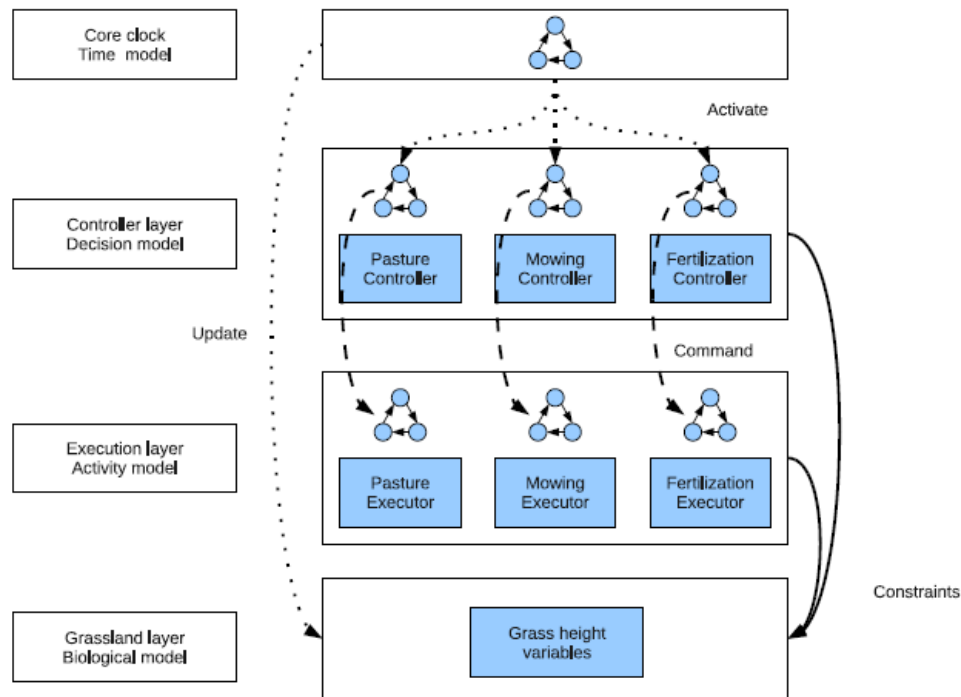 Core clock
Time model
Activate
Controller layer
Decision model
Pasture
Controller
Mowing
Controller
Fertilization
Controller
Update
Command
Execution layer
Activity model
Pasture
Executor
Mowing
Executor
Fertilization
Executor
Constraints
Grassland layer
Biological model
Grass height
variables